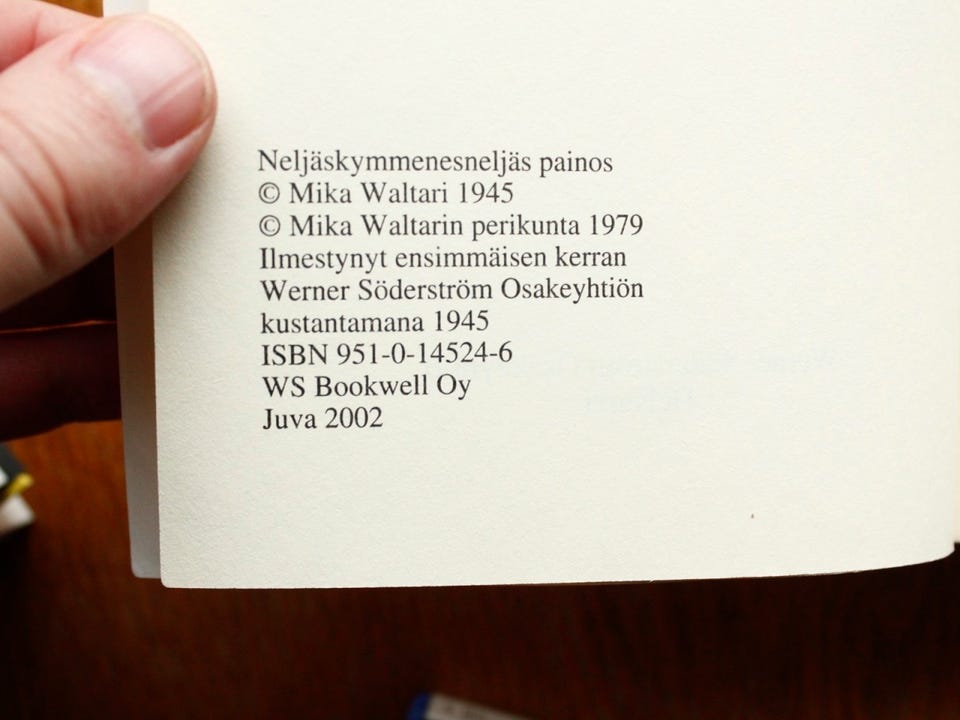 Neljäskymmenesneljäs painos
© Mika Waltari 1945
© Mika Waltarin perikunta 1979
Ilmestynyt ensimmäisen kerran
Werner Söderström Osakeyhtiön
kustantamana 1945
ISBN 951-0-14524-6
WS Bookwell Oy
Juva 2002